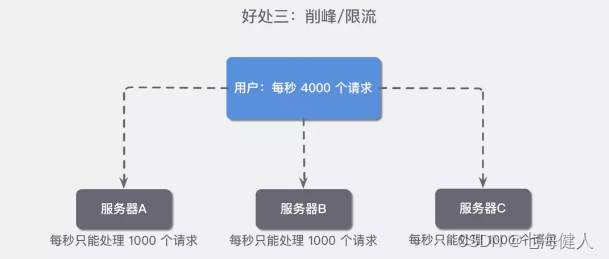 好处三：削峰/限流
用户：每秒 4000 个请求
服务器A
服务器B
服务器C
每秒只能处理 1000 个请求
每秒只能处理 1000 个请求
每秒只能处理 1000 个请求
CSDN @北海健人